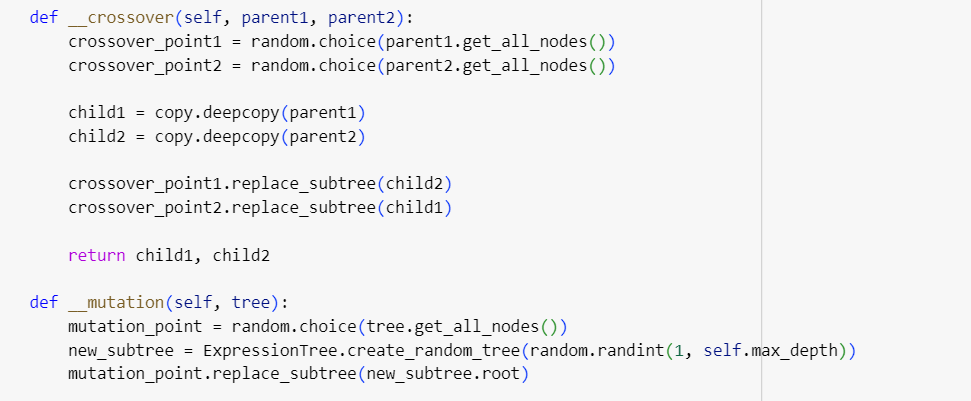 def __crossover(self, parent1, parent2):
    crossover_point1 = random.choice(parent1.get_all_nodes())
    crossover_point2 = random.choice(parent2.get_all_nodes())
    child1 = copy.deepcopy(parent1)
    child2 = copy.deepcopy(parent2)
    crossover_point1.replace_subtree(child2)
    crossover_point2.replace_subtree(child1)
    return child1, child2
def __mutation(self, tree):
    mutation_point = random.choice(tree.get_all_nodes())
    new_subtree = ExpressionTree.create_random_tree(random.randint(1, self.max_depth))
    mutation_point.replace_subtree(new_subtree.root)